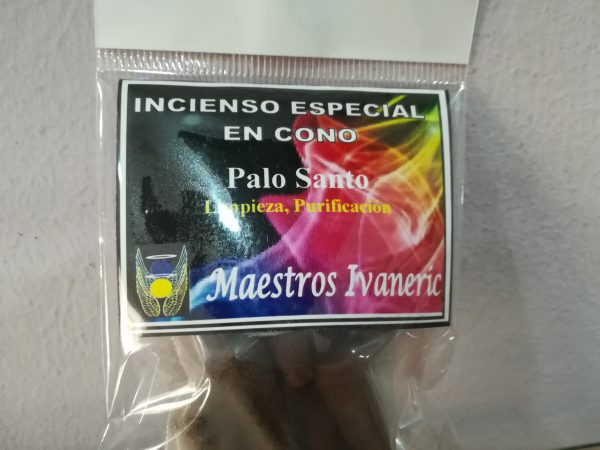 INCIENSO ESPECIAL
EN CONO
Palo Santo
Limpieza, Purificación
Maestros Ivaneric